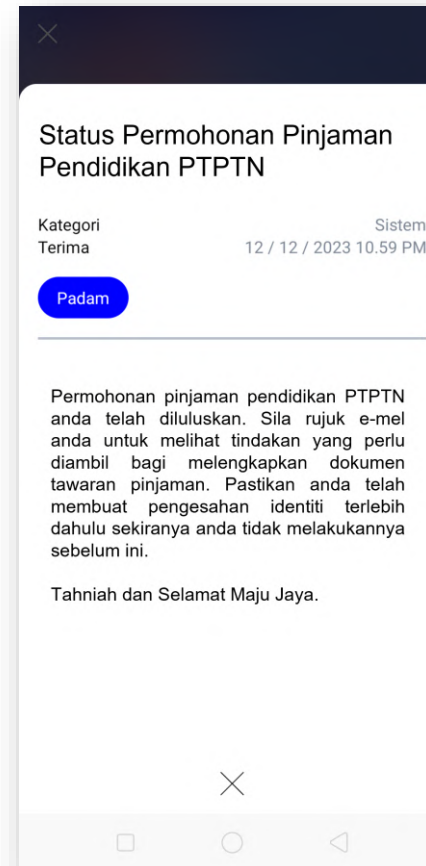 Status Permohonan Pinjaman
Pendidikan PTPTN
Kategori Sistem
Terima 12 / 12 / 2023 10.59 PM
Padam
Permohonan pinjaman pendidikan PTPTN
anda telah diluluskan. Sila rujuk e-mel
anda untuk melihat tindakan yang perlu
diambil bagi melengkapkan dokumen
tawaran pinjaman. Pastikan anda telah
membuat pengesahan identiti terlebih
dahulu sekiranya anda tidak melakukannya
sebelum ini.
Tahniah dan Selamat Maju Jaya.